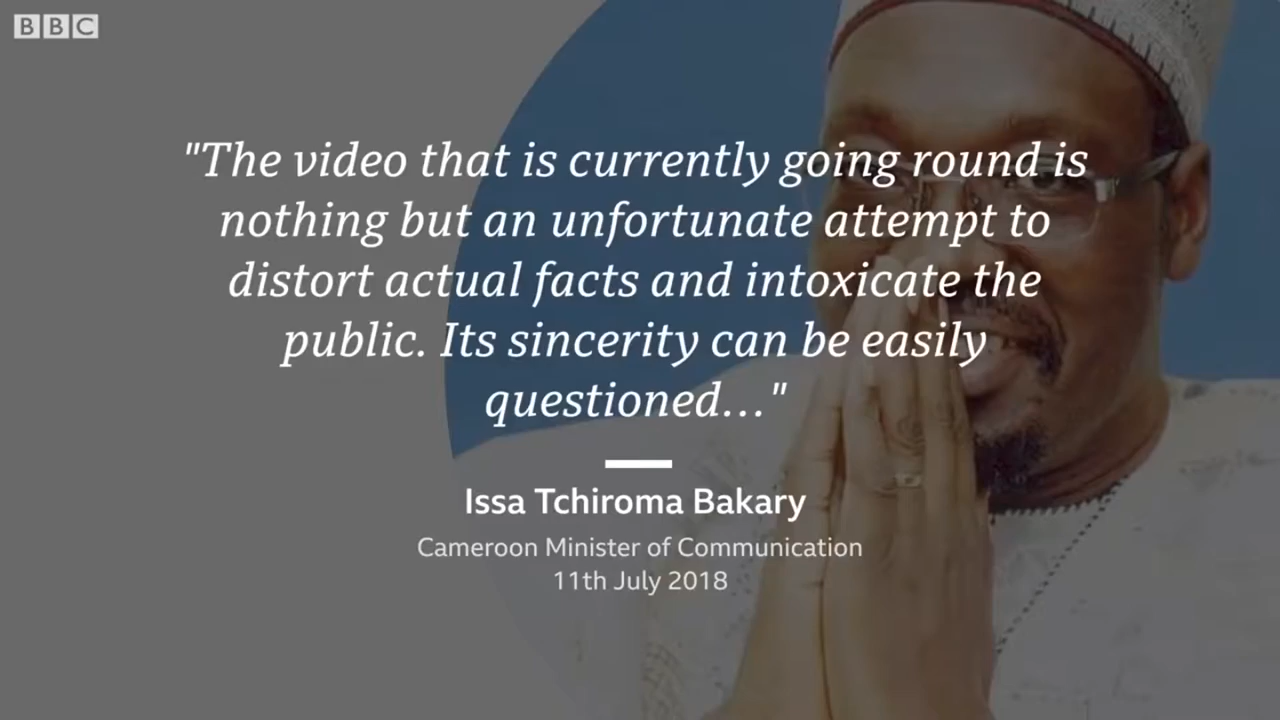 BBC
"The video that is currently going round is
nothing but an unfortunate attempt to
distort actual facts and intoxicate the
public. Its sincerity can be easily
questioned..."
Issa Tchiroma Bakary
Cameroon Minister of Communication
11th July 2018